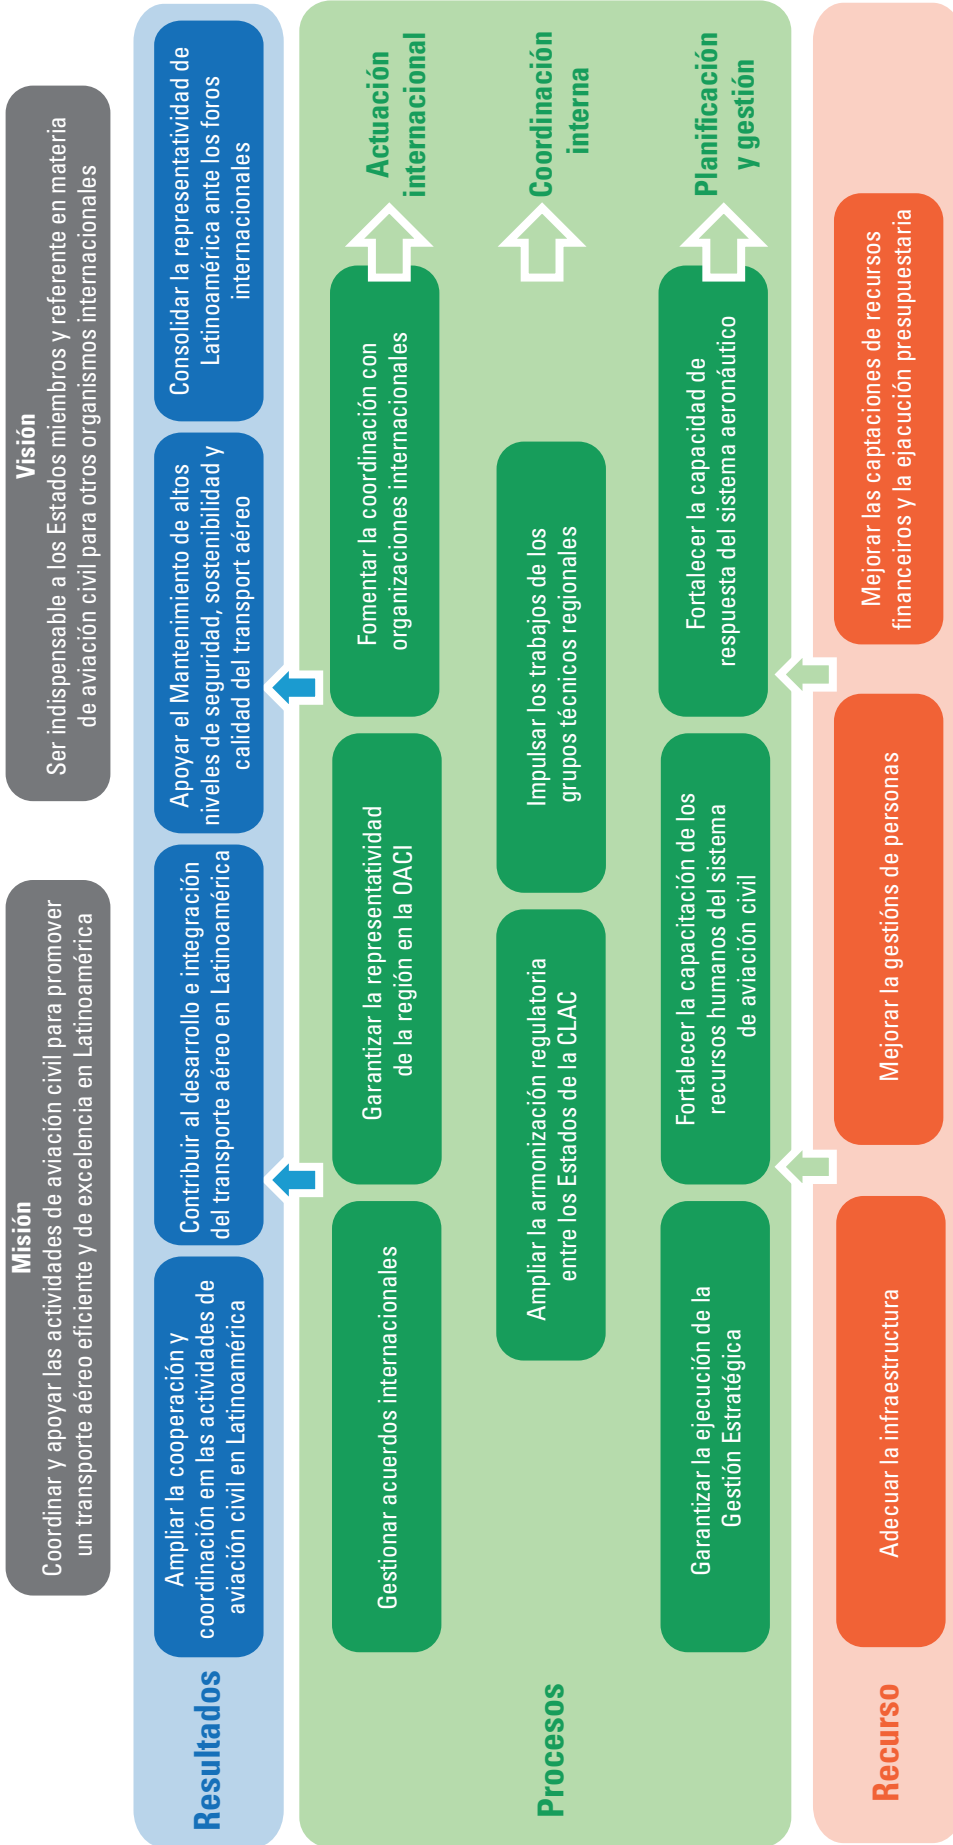 Misión
Coordinar y apoyar las actividades de aviación civil para promover
un transporte aéreo eficiente y de excelencia en Latinoamérica
Visión
Ser indispensable a los Estados miembros y referente en materia
de aviación civil para otros organismos internacionales
Resultados
Ampliar la cooperación y
coordinación em las actividades de
aviación civil en Latinoamérica
Contribuir al desarrollo e integración
del transporte aéreo en Latinoamérica
Apoyar el Mantenimiento de altos
niveles de seguridad, sostenibilidad y
calidad del transport aéreo
Consolidar la representatividad de
Latinoamérica ante los foros
internacionales
Procesos
Gestionar acuerdos internacionales
Garantizar la representatividad
de la región en la OACI
Fomentar la coordinación con
organizaciones internacionales
Actuación
internacional
Ampliar la armonización regulatoria
entre los Estados de la CLAC
Impulsar los trabajos de los
grupos técnicos regionales
Coordinación
interna
Garantizar la ejecución de la
Gestión Estratégica
Fortalecer la capacitación de los
recursos humanos del sistema
de aviación civil
Fortalecer la capacidad de
respuesta del sistema aeronáutico
Planificación
y gestión
Recurso
Adecuar la infraestructura
Mejorar la gestións de personas
Mejorar las captaciones de recursos
financieros y la ejacución presupuestaria